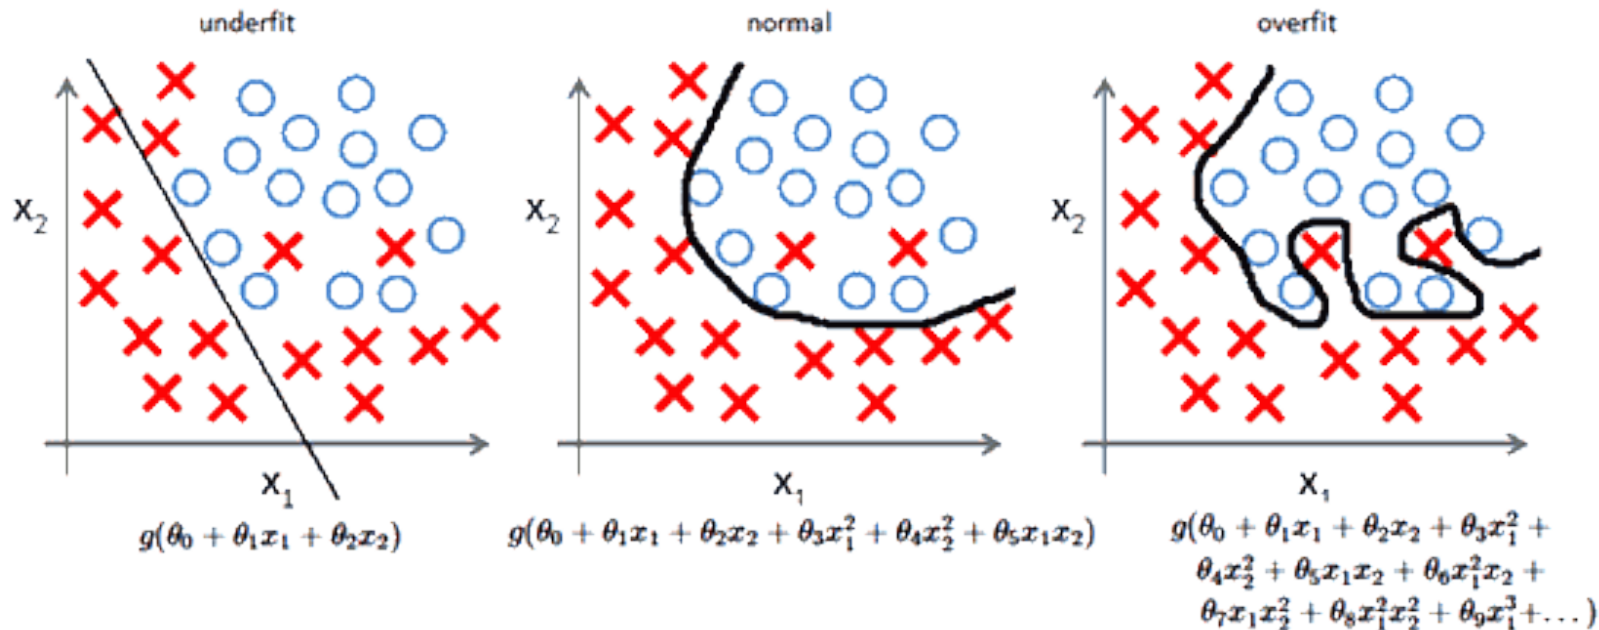 underfit
normal
overfit
X₂
X₂
X₂
X₁
X₁
X₁
g(θ₀ + θ₁x₁ + θ₂x₂)
g(θ₀ + θ₁x₁ + θ₂x₂ + θ₃x₁² + θ₄x₂² + θ₅x₁x₂)
g(θ₀ + θ₁x₁ + θ₂x₂ + θ₃x₁² +
θ₄x₂² + θ₅x₁x₂ + θ₆x₁²x₂ +
θ₇x₁x₂² + θ₈x₁²x₂² + θ₉x₁³ + ...)